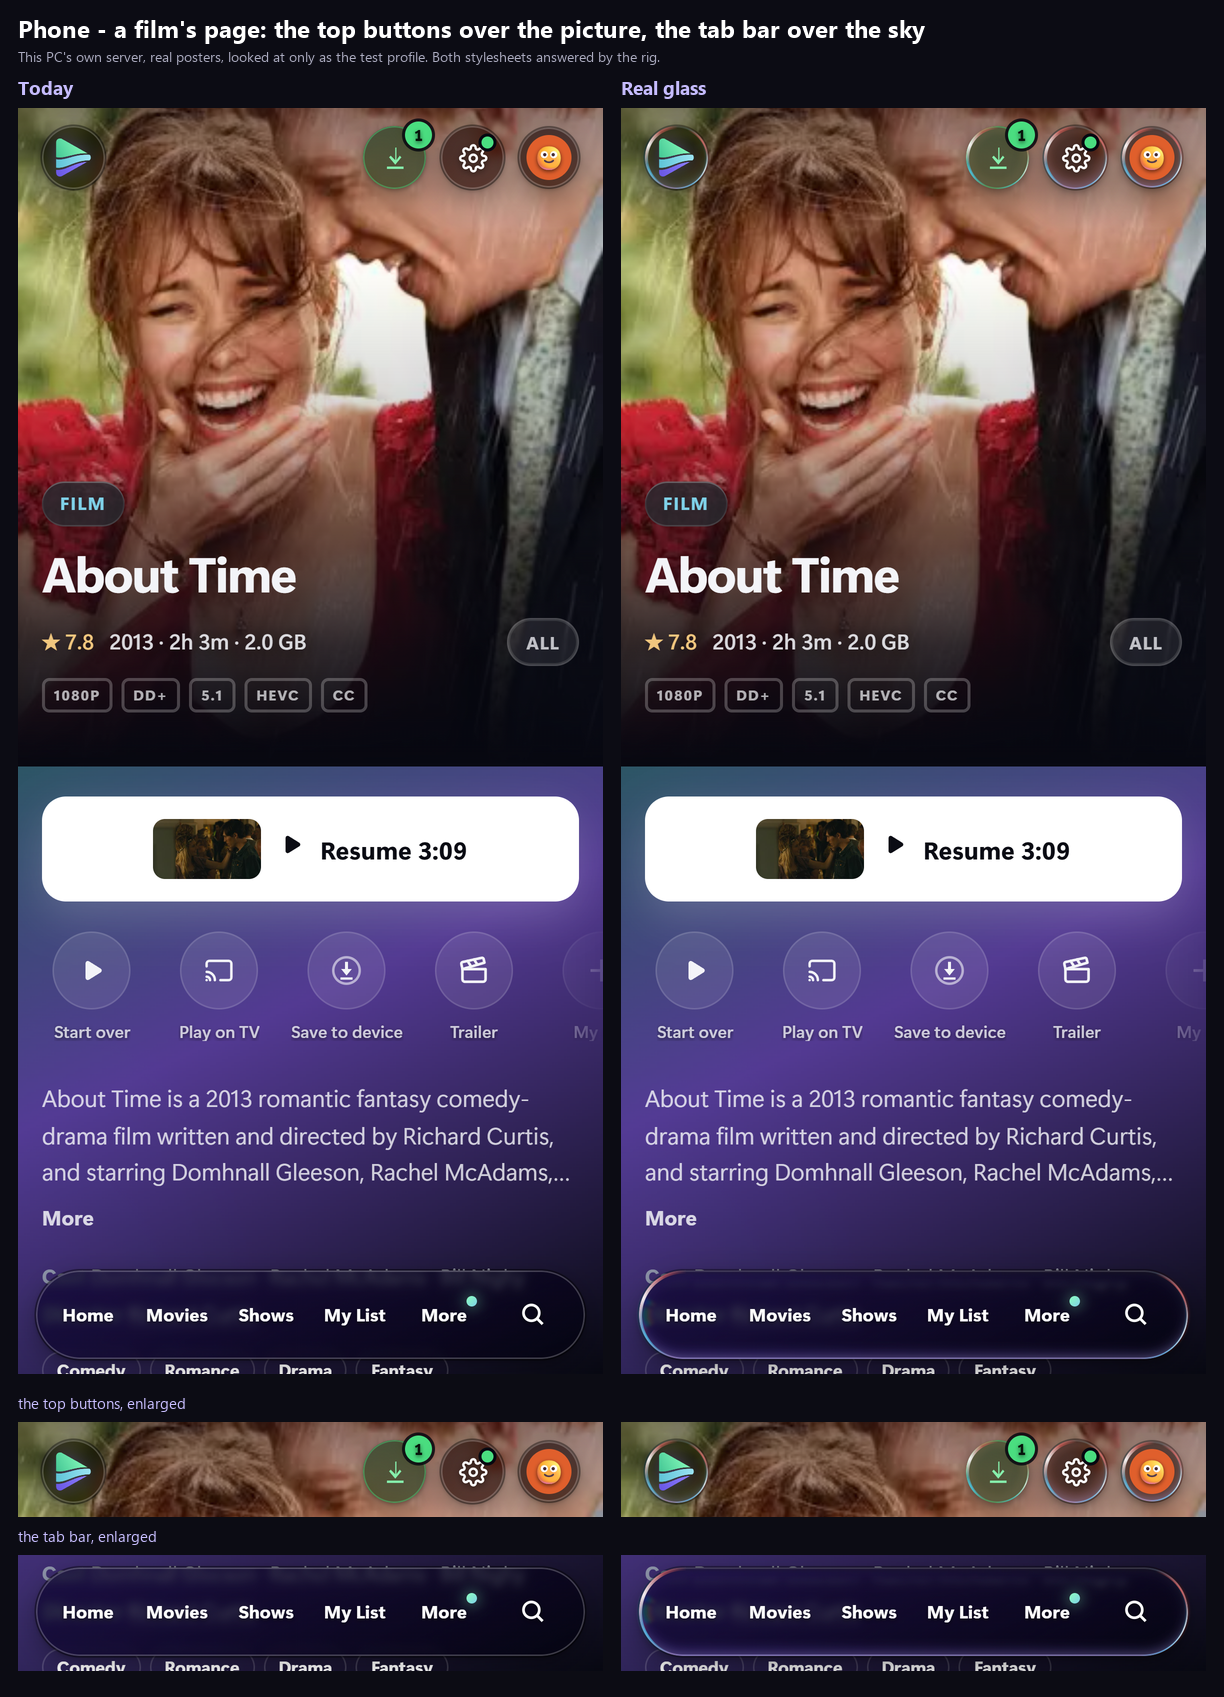 Phone - a film's page: the top buttons over the picture, the tab bar over the sky
This PC's own server, real posters, looked at only as the test profile. Both stylesheets answered by the rig.
Today
Real glass
1
1
FILM
FILM
About Time
About Time
★ 7.8 2013 · 2h 3m · 2.0 GB ALL
★ 7.8 2013 · 2h 3m · 2.0 GB ALL
1080P DD+ 5.1 HEVC CC
1080P DD+ 5.1 HEVC CC
Resume 3:09
Resume 3:09
Start over Play on TV Save to device Trailer My
Start over Play on TV Save to device Trailer My
About Time is a 2013 romantic fantasy comedy-
drama film written and directed by Richard Curtis,
and starring Domhnall Gleeson, Rachel McAdams,...
More
About Time is a 2013 romantic fantasy comedy-
drama film written and directed by Richard Curtis,
and starring Domhnall Gleeson, Rachel McAdams,...
More
Home Movies Shows My List More
Home Movies Shows My List More
Comedy Romance Drama Fantasy
Comedy Romance Drama Fantasy
the top buttons, enlarged
1
1
the tab bar, enlarged
Home Movies Shows My List More
Home Movies Shows My List More
Comedy Romance Drama Fantasy
Comedy Romance Drama Fantasy